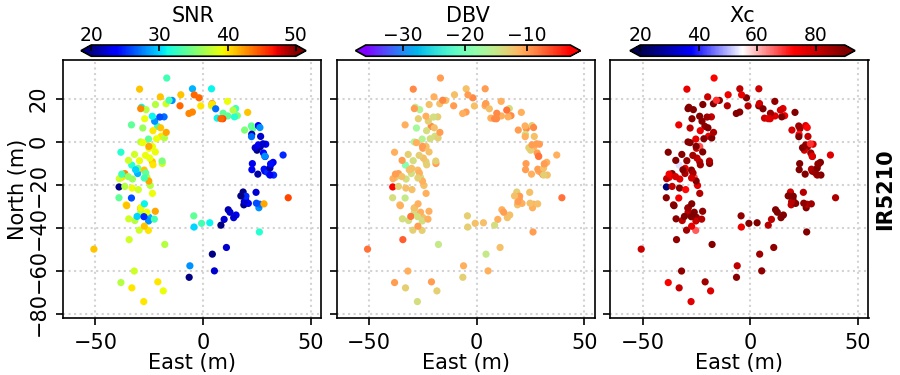 SNR DBV Xc
20 30 40 50 −30 −20 −10 20 40 60 80
20
0
−20
−40
−60
−80
North (m)
−50 0 50 −50 0 50 −50 0 50
East (m) East (m) East (m)
IR5210